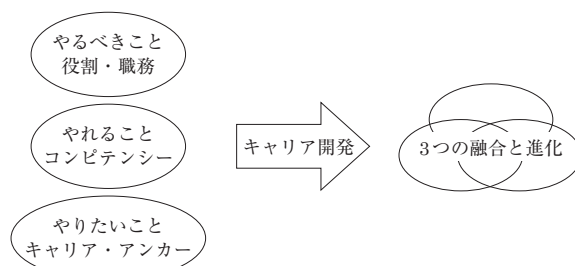 やるべきこと
役割・職務
やれること
コンピテンシー
やりたいこと
キャリア・アンカー
キャリア開発
3つの融合と進化